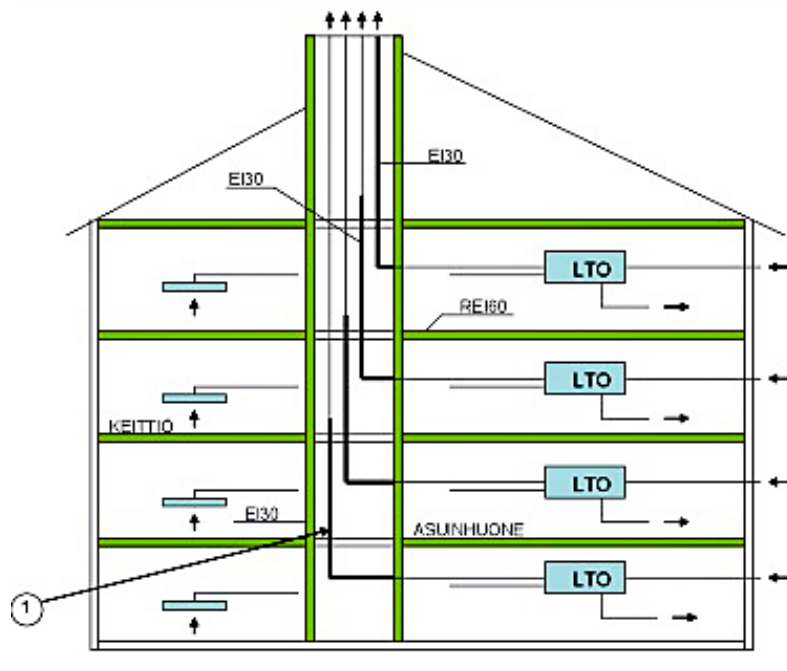 EI30
EI30
LTO
REI60
LTO
KEITTIÖ
LTO
EI30
ASUINHUONE
LTO
1